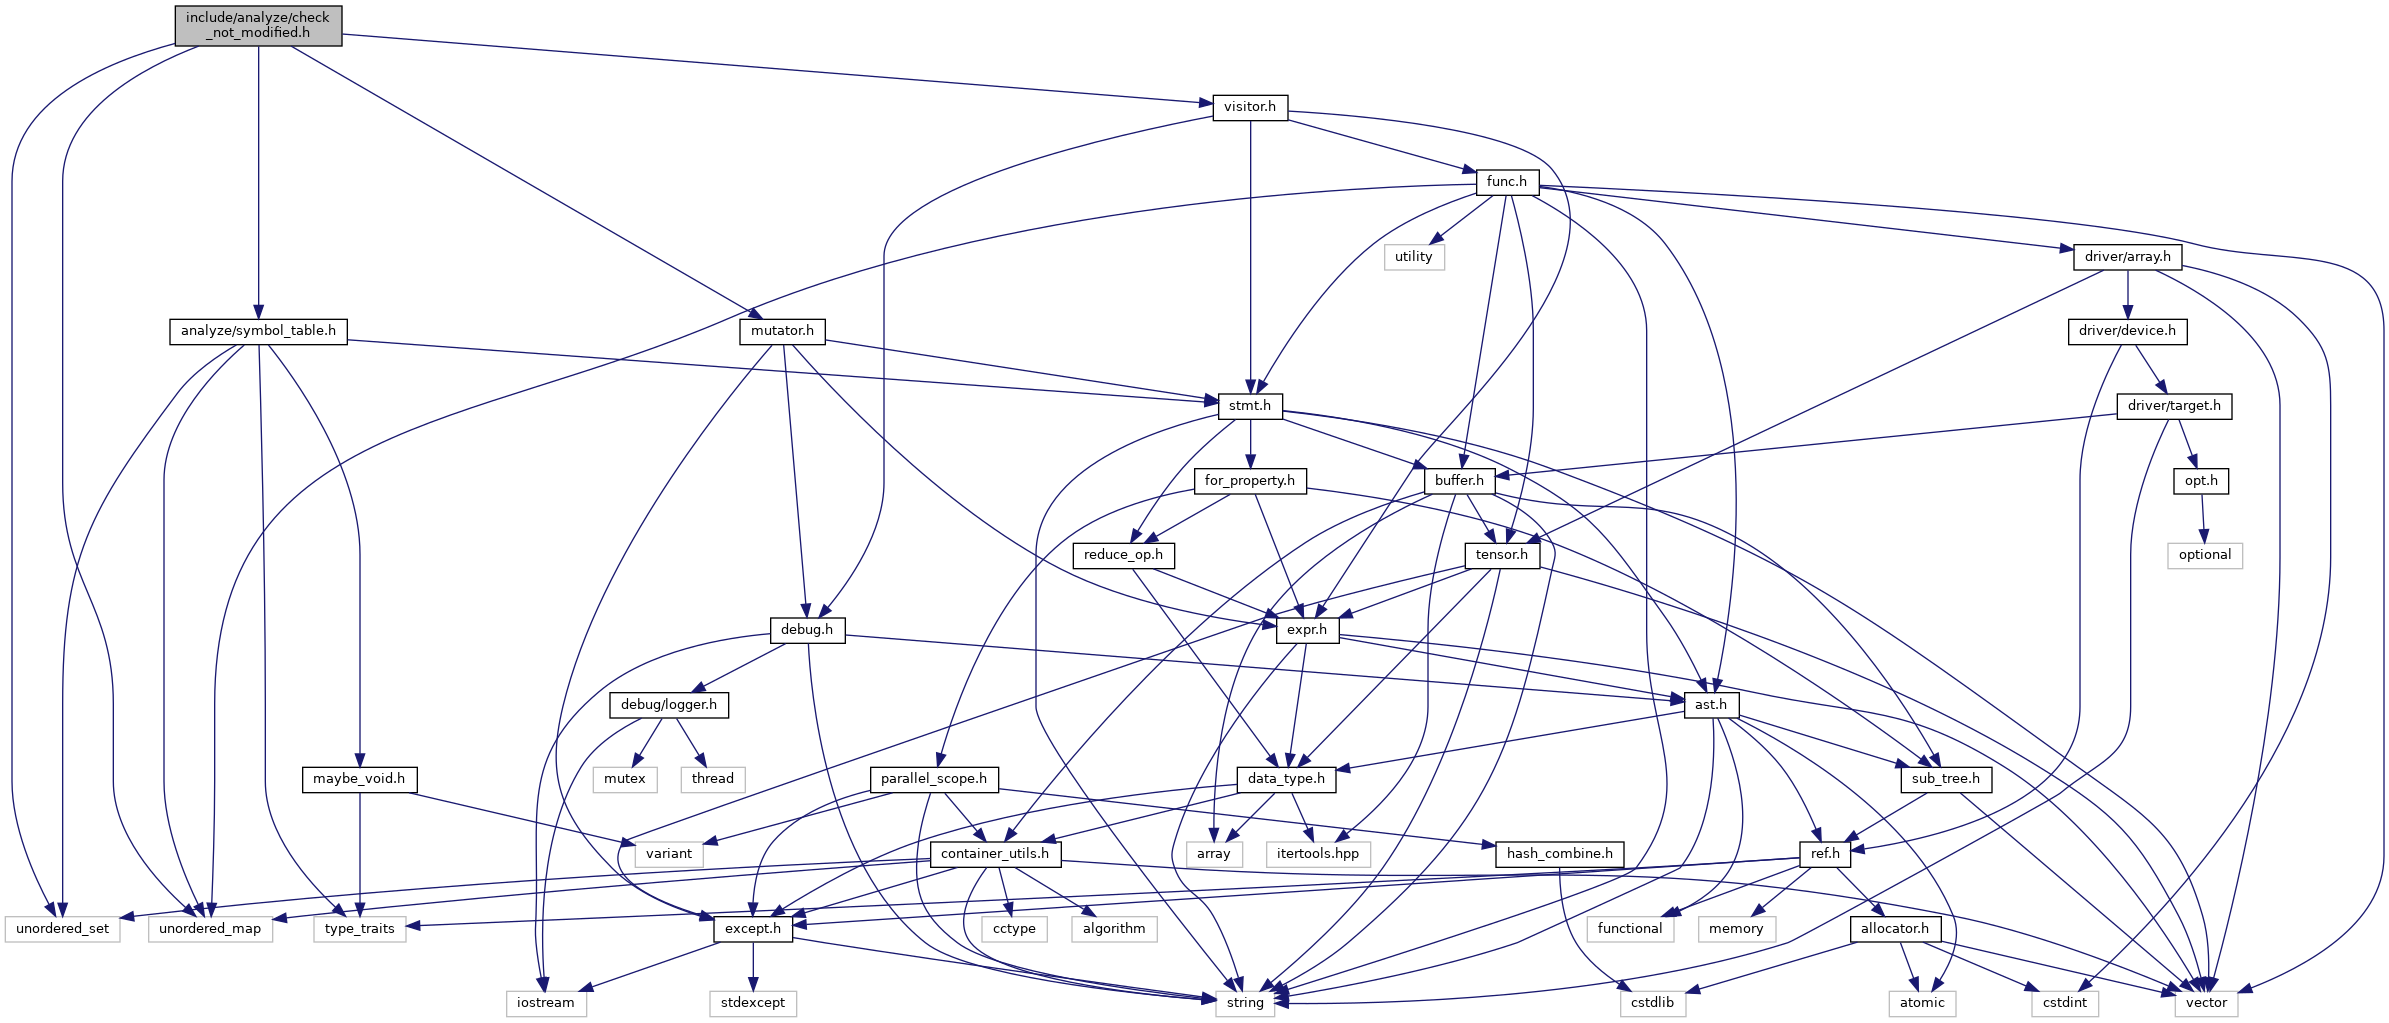 include/analyze/check
_not_modified.h
visitor.h
func.h
utility
driver/array.h
analyze/symbol_table.h
mutator.h
driver/device.h
stmt.h
driver/target.h
for_property.h
buffer.h
opt.h
reduce_op.h
tensor.h
optional
debug.h
expr.h
debug/logger.h
ast.h
maybe_void.h
mutex
thread
parallel_scope.h
data_type.h
sub_tree.h
variant
container_utils.h
array
itertools.hpp
hash_combine.h
ref.h
unordered_set
unordered_map
type_traits
except.h
cctype
algorithm
functional
memory
allocator.h
iostream
stdexcept
string
cstdlib
atomic
cstdint
vector